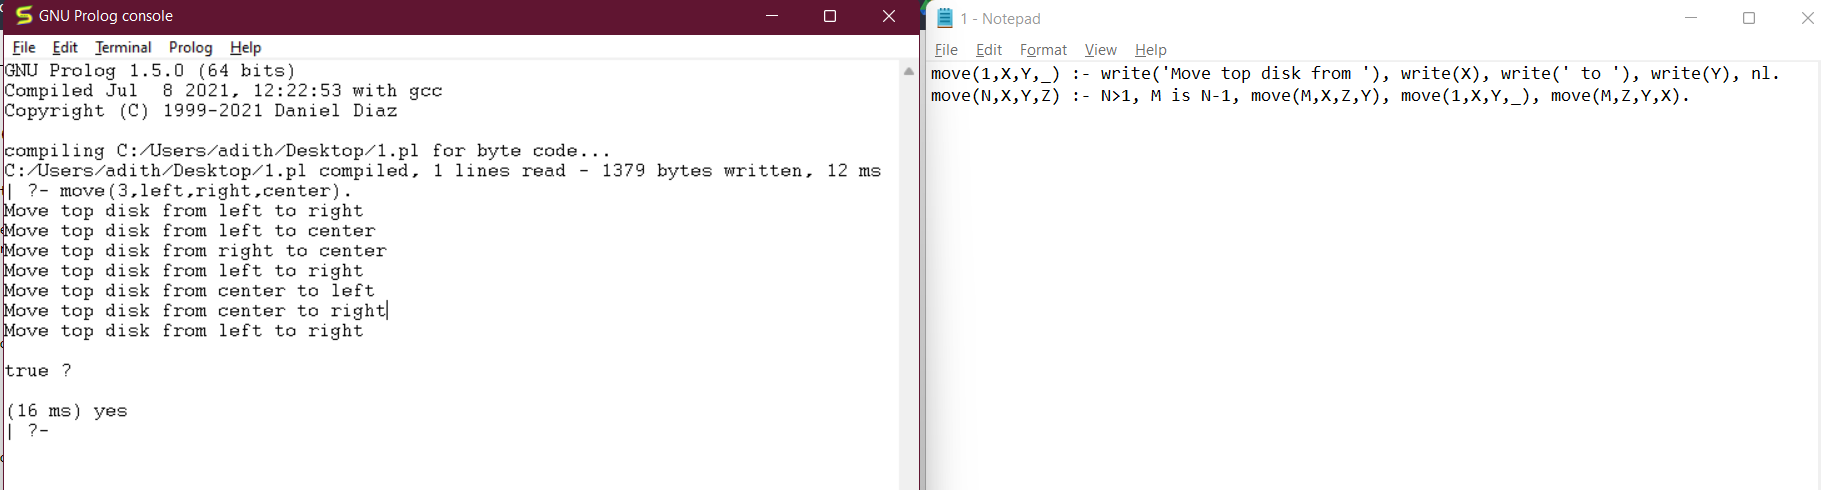 GNU Prolog console
File Edit Terminal Prolog Help
GNU Prolog 1.5.0 (64 bits)
Compiled Jul  8 2021, 12:22:53 with gcc
Copyright (C) 1999-2021 Daniel Diaz
compiling C:/Users/adith/Desktop/1.pl for byte code...
C:/Users/adith/Desktop/1.pl compiled, 1 lines read - 1379 bytes written, 12 ms
| ?- move(3,left,right,center).
Move top disk from left to right
Move top disk from left to center
Move top disk from right to center
Move top disk from left to right
Move top disk from center to left
Move top disk from center to right
Move top disk from left to right
true ?
(16 ms) yes
| ?-
1 - Notepad
File Edit Format View Help
move(1,X,Y,_) :- write('Move top disk from '), write(X), write(' to '), write(Y), nl.
move(N,X,Y,Z) :- N>1, M is N-1, move(M,X,Z,Y), move(1,X,Y,_), move(M,Z,Y,X).